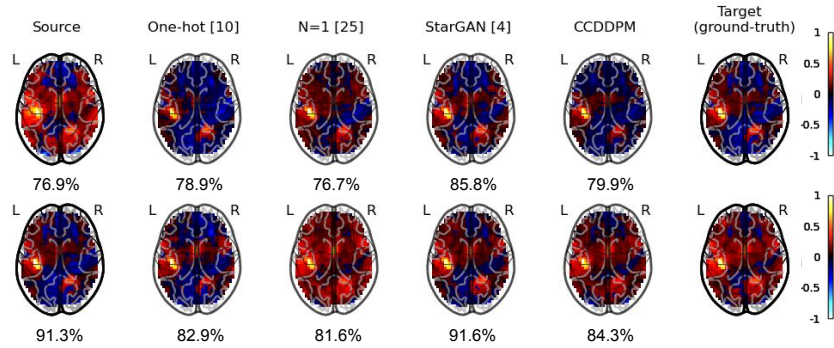 Source One-hot [10] N=1 [25] StarGAN [4] CCDDPM Target
(ground-truth)
L R L R L R L R L R L R
1
0.5
0
-0.5
-1
76.9% 78.9% 76.7% 85.8% 79.9%
L R L R L R L R L R L R
1
0.5
0
-0.5
-1
91.3% 82.9% 81.6% 91.6% 84.3%